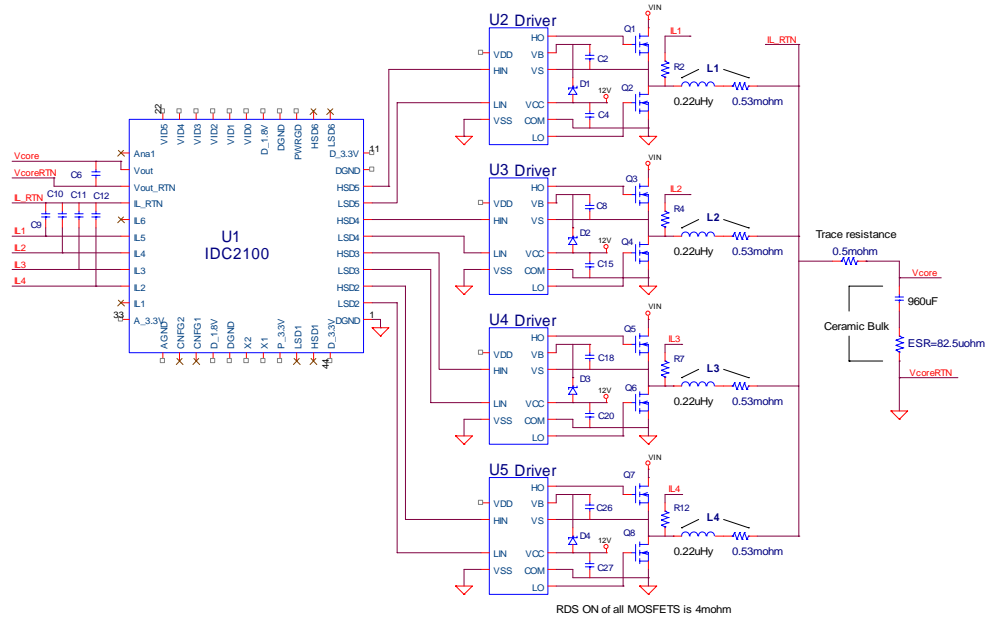 U2 Driver
VIN
HO
VDD
VB
HIN
VS
LIN
VCC
VSS
COM
LO
C2
D1
12V
C4
Q1
Q2
IL1
R2
L1
0.22uHy
0.53mohm
IL_RTN
U3 Driver
VIN
HO
VDD
VB
HIN
VS
LIN
VCC
VSS
COM
LO
C8
D2
12V
C15
Q3
Q4
IL2
R4
L2
0.22uHy
0.53mohm
U4 Driver
VIN
HO
VDD
VB
HIN
VS
LIN
VCC
VSS
COM
LO
C18
D3
12V
C20
Q5
Q6
IL3
R7
L3
0.22uHy
0.53mohm
U5 Driver
VIN
HO
VDD
VB
HIN
VS
LIN
VCC
VSS
COM
LO
C26
D4
12V
C27
Q7
Q8
IL4
R12
L4
0.22uHy
0.53mohm
Trace resistance
0.5mohm
Vcore
960uF
Ceramic Bulk
ESR=82.5uohm
VcoreRTN
22
VID5
VID4
VID3
VID2
VID1
VID0
D_1.8V
DGND
PWRGD
HSD6
LSD6
Vcore
VcoreRTN
IL_RTN
IL1
IL2
IL3
IL4
C6
C10
C11
C12
C9
Ana1
Vout
Vout_RTN
IL_RTN
IL6
IL5
IL4
IL3
IL2
IL1
A_3.3V
33
U1
IDC2100
11
D_3.3V
DGND
HSD5
LSD5
HSD4
LSD4
HSD3
LSD3
HSD2
LSD2
DGND
1
AGND
CNFG2
CNFG1
D_1.8V
DGND
X2
X1
P_3.3V
LSD1
HSD1
D_3.3V
44
RDS ON of all MOSFETS is 4mohm